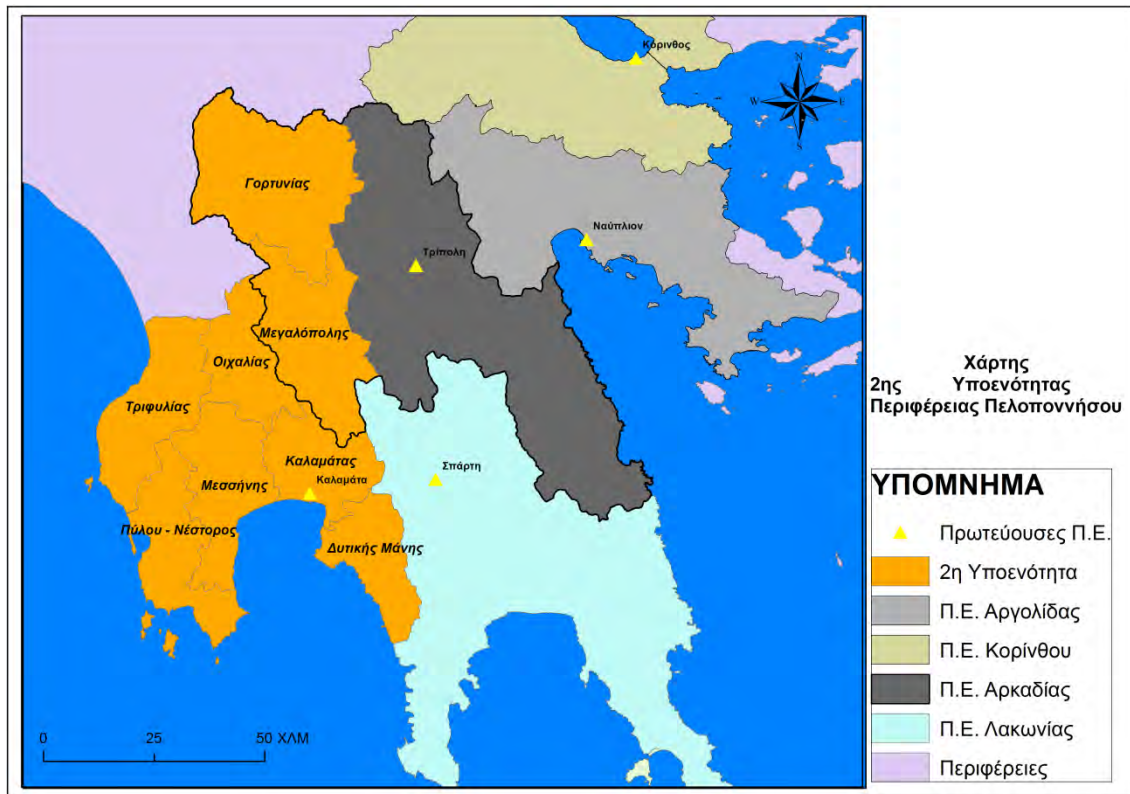 Κόρινθος
N
W E
S
Γορτυνίας
Ναύπλιον
Τρίπολη
Μεγαλόπολης
Οιχαλίας
Τριφυλίας
Καλαμάτας
Σπάρτη
Μεσσήνης
Καλαμάτα
Πύλου - Νέστορος
Δυτικής Μάνης
0 25 50 ΧΛΜ
Χάρτης
2ης Υποενότητας
Περιφέρειας Πελοποννήσου
ΥΠΟΜΝΗΜΑ
Πρωτεύουσες Π.Ε.
2η Υποενότητα
Π.Ε. Αργολίδας
Π.Ε. Κορίνθου
Π.Ε. Αρκαδίας
Π.Ε. Λακωνίας
Περιφέρειες